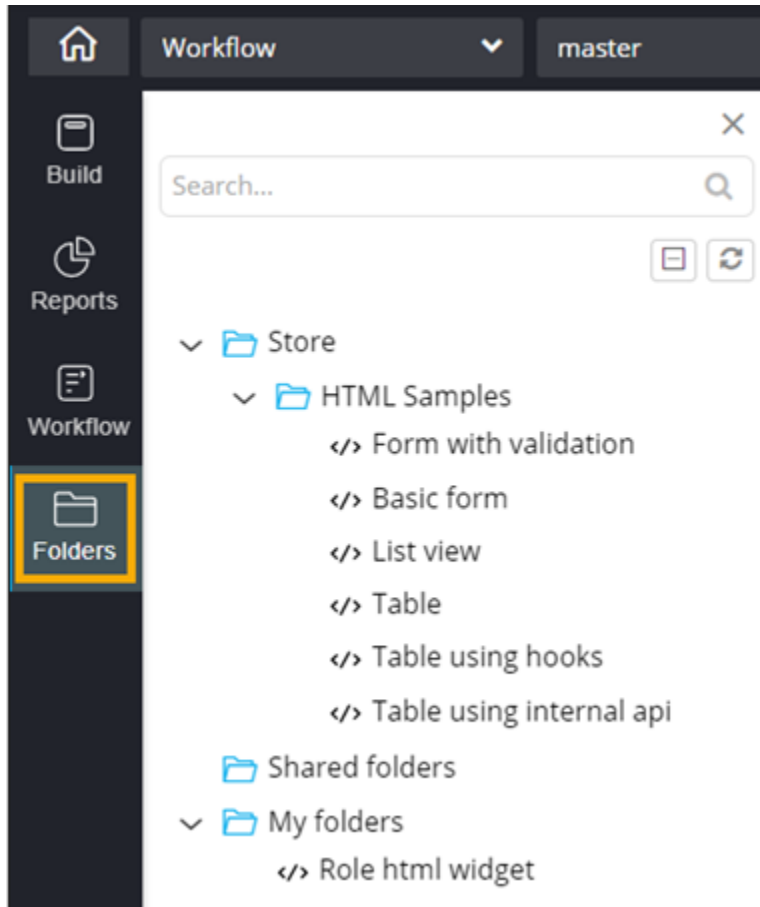 Workflow
master
Build
Search...
Reports
Store
HTML Samples
Workflow
Form with validation
Basic form
Folders
List view
Table
Table using hooks
Table using internal api
Shared folders
My folders
Role html widget